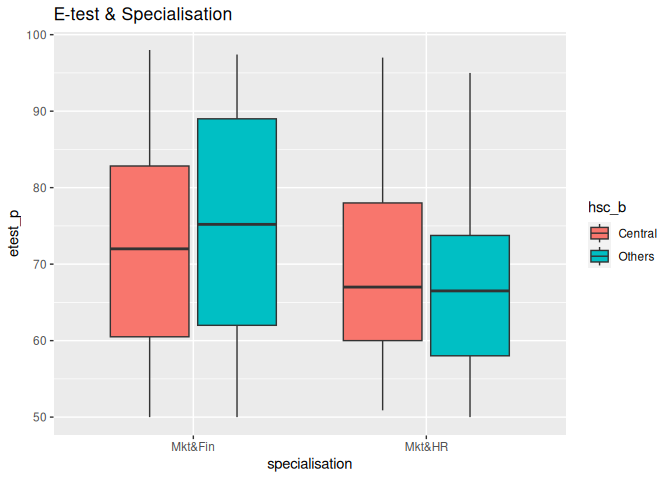 E-test & Specialisation
100
90
80
70
60
50
etest_p
Mkt&Fin
Mkt&HR
specialisation
hsc_b
Central
Others